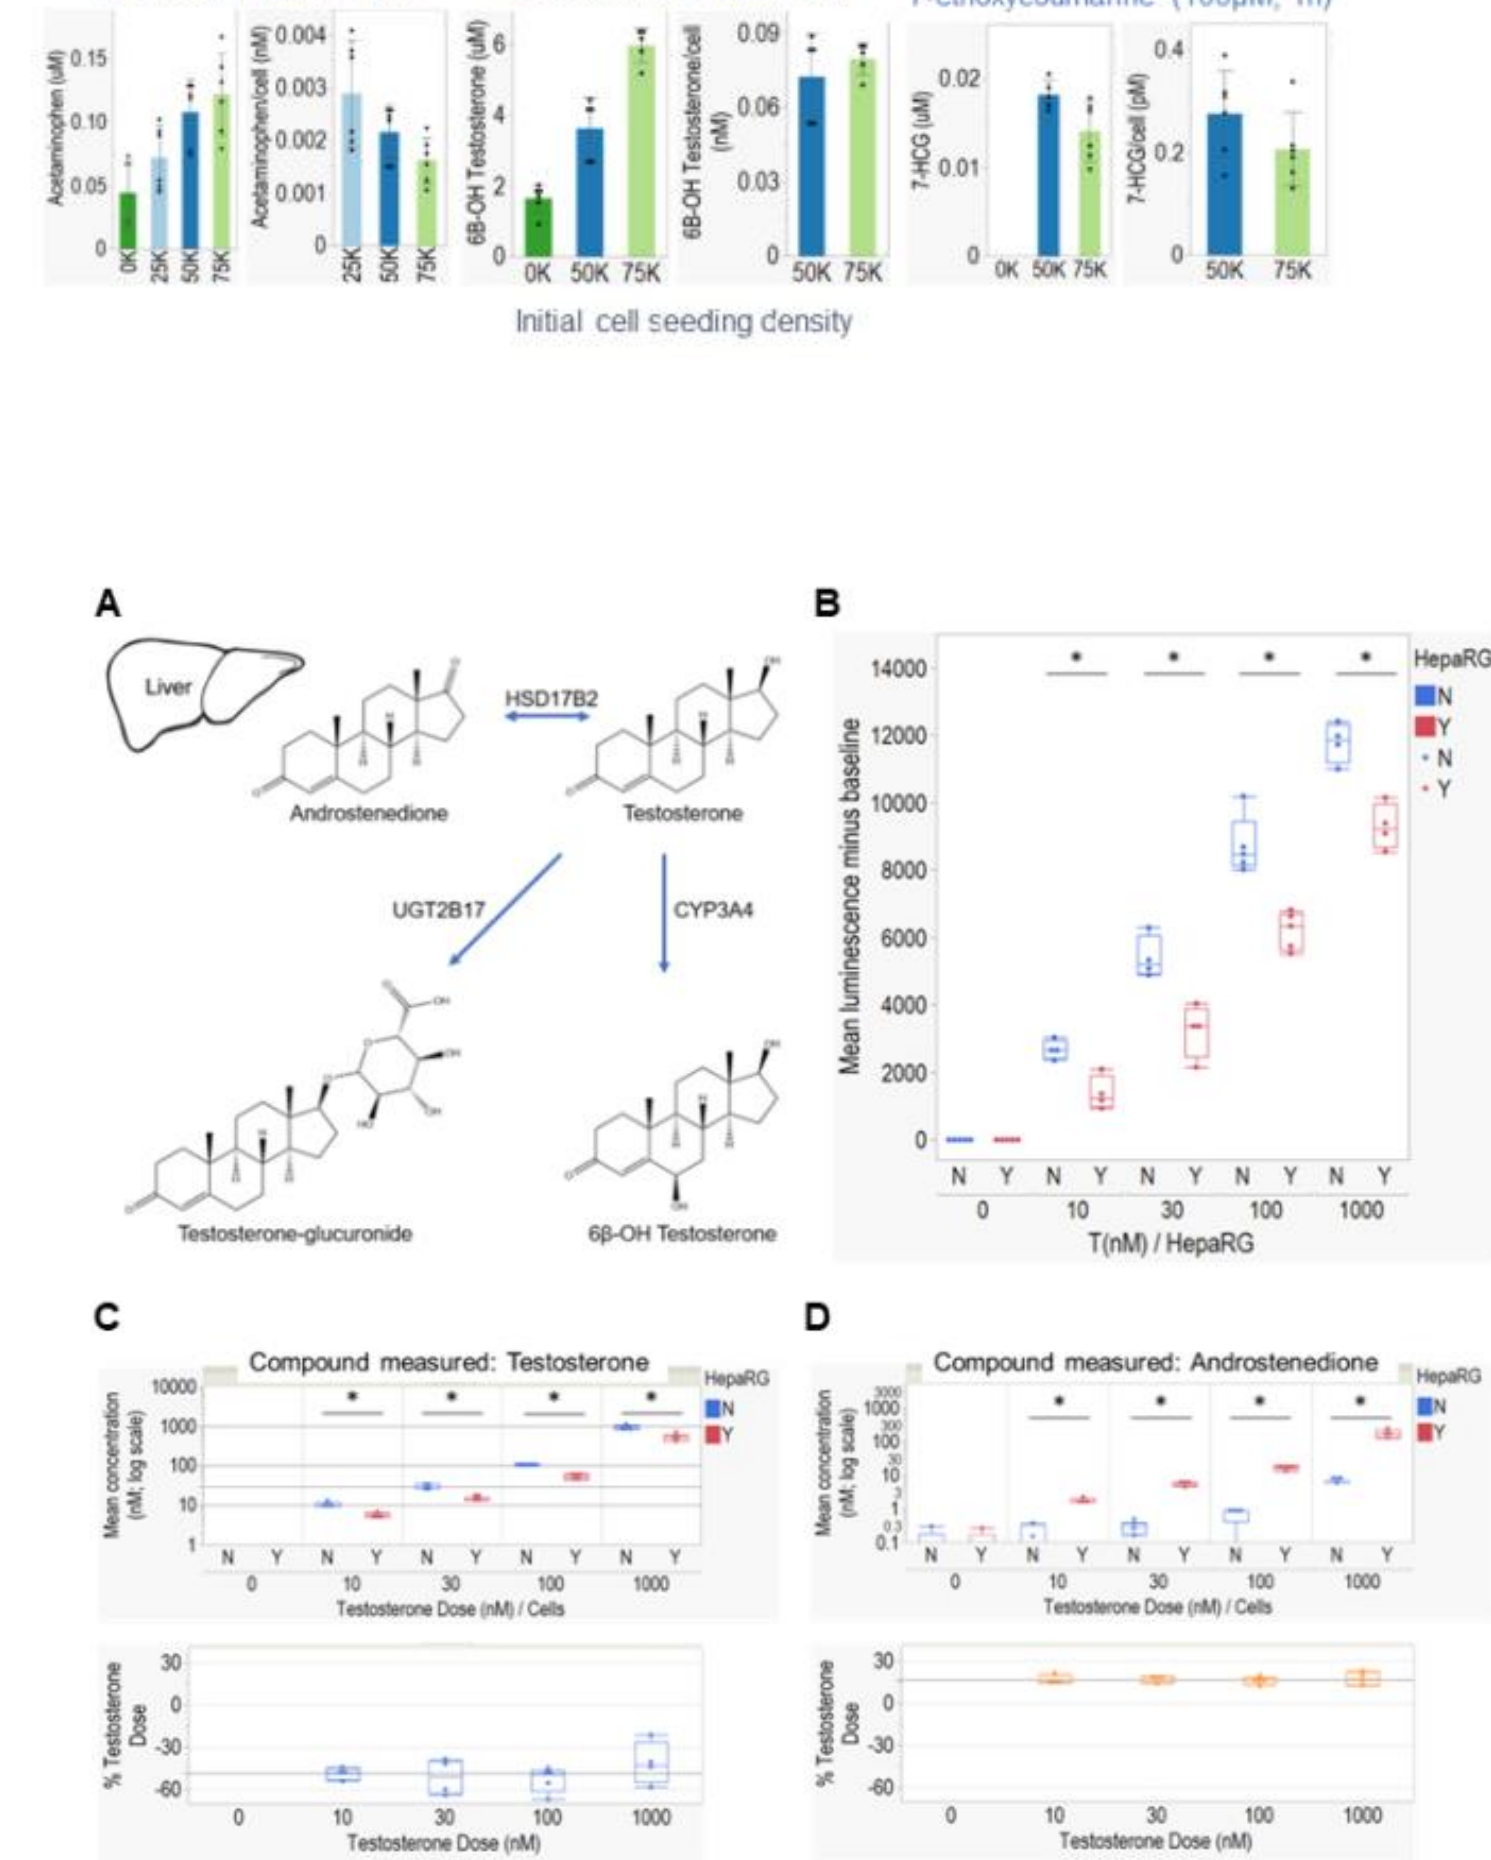 7-ethoxycoumarine (100µM, 1h)
Acetaminophen (uM)
0.15
0.10
0.05
0
0K 25K 50K 75K
Acetaminophen/cell (nM)
0.004
0.003
0.002
0.001
0
25K 50K 75K
6B-OH Testosterone (uM)
6
4
2
0
0K 50K 75K
6B-OH Testosterone/cell
(nM)
0.09
0.06
0.03
0
50K 75K
7-HCG (uM)
0.02
0.01
0
0K 50K 75K
7-HCG/cell (pM)
0.4
0.2
0
50K 75K
Initial cell seeding density
A
Liver
HSD17B2
Androstenedione
Testosterone
UGT2B17
CYP3A4
Testosterone-glucuronide
6β-OH Testosterone
B
Mean luminescence minus baseline
14000
12000
10000
8000
6000
4000
2000
0
* * * *
HepaRG
N
Y
N
Y
N Y N Y N Y N Y N Y
0 10 30 100 1000
T(nM) / HepaRG
C
Compound measured: Testosterone
HepaRG
N
Y
Mean concentration
(nM; log scale)
10000
1000
100
10
1
* * * *
N Y N Y N Y N Y N Y
0 10 30 100 1000
Testosterone Dose (nM) / Cells
% Testosterone
Dose
30
0
-30
-60
0 10 30 100 1000
Testosterone Dose (nM)
D
Compound measured: Androstenedione
HepaRG
N
Y
Mean concentration
(nM; log scale)
3000
1000
300
100
30
10
3
1
0.3
0.1
* * * *
N Y N Y N Y N Y N Y
0 10 30 100 1000
Testosterone Dose (nM) / Cells
% Testosterone
Dose
30
0
-30
-60
0 10 30 100 1000
Testosterone Dose (nM)